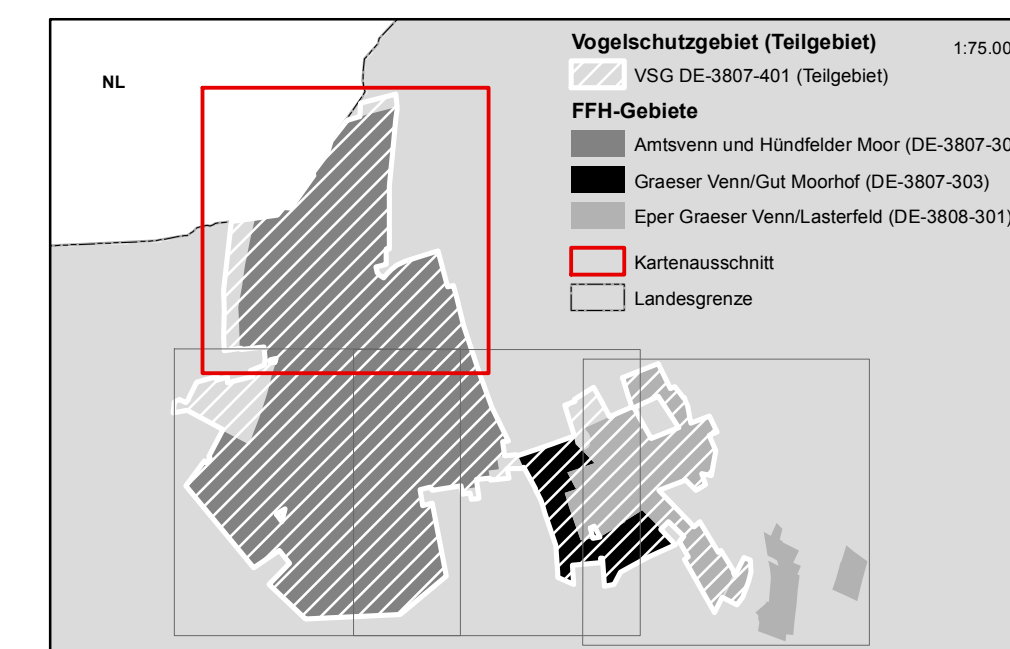 Vogelschutzgebiet (Teilgebiet) 1:75.00
NL
VSG DE-3807-401 (Teilgebiet)
FFH-Gebiete
Amtsvenn und Hündfelder Moor (DE-3807-30
Graeser Venn/Gut Moorhof (DE-3807-303)
Eper Graeser Venn/Lasterfeld (DE-3808-301)
Kartenausschnitt
Landesgrenze